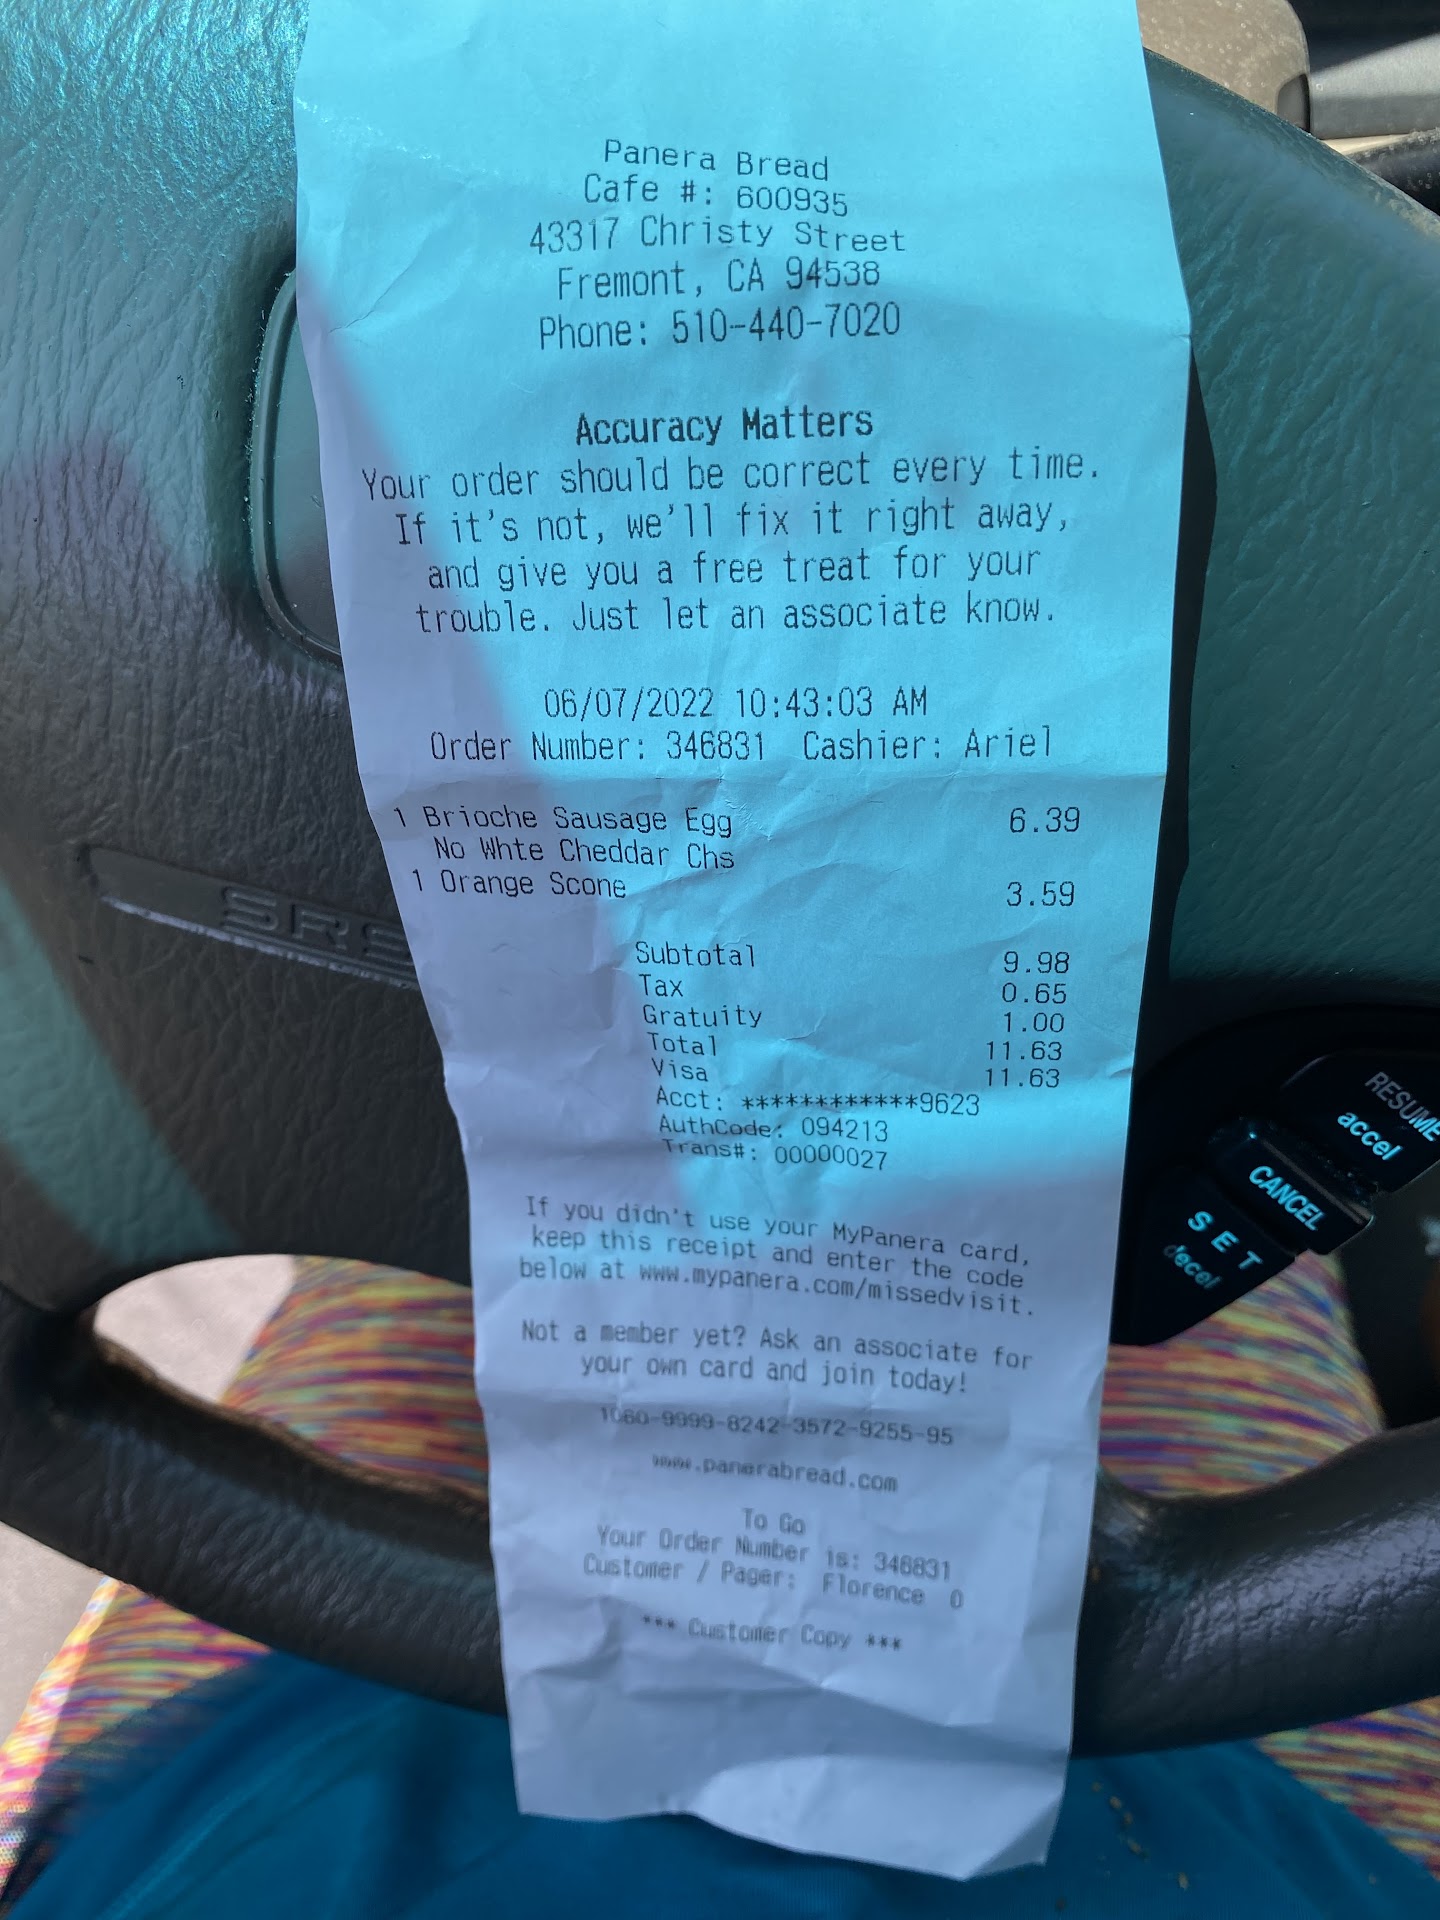 Panera Bread
Cafe #: 600935
43317 Christy Street
Fremont, CA 94538
Phone: 510-440-7020
Accuracy Matters
Your order should be correct every time.
If it's not, we'll fix it right away,
and give you a free treat for your
trouble. Just let an associate know.
06/07/2022 10:43:03 AM
Order Number: 346831 Cashier: Ariel
1 Brioche Sausage Egg 6.39
No Whte Cheddar Chs
1 Orange Scone 3.59
Subtotal 9.98
Tax 0.65
Gratuity 1.00
Total 11.63
Visa 11.63
Acct: ************9623
AuthCode: 094213
Trans#: 00000027
If you didn't use your MyPanera card,
keep this receipt and enter the code
below at www.mypanera.com/missedvisit.
Not a member yet? Ask an associate for
your own card and join today!
1060-9999-8242-3572-9255-95
www.panerabread.com
To Go
Your Order Number is: 346831
Customer / Pager: Florence 0
*** Customer Copy ***
SRS
RESUME
accel
CANCEL
SET
decel